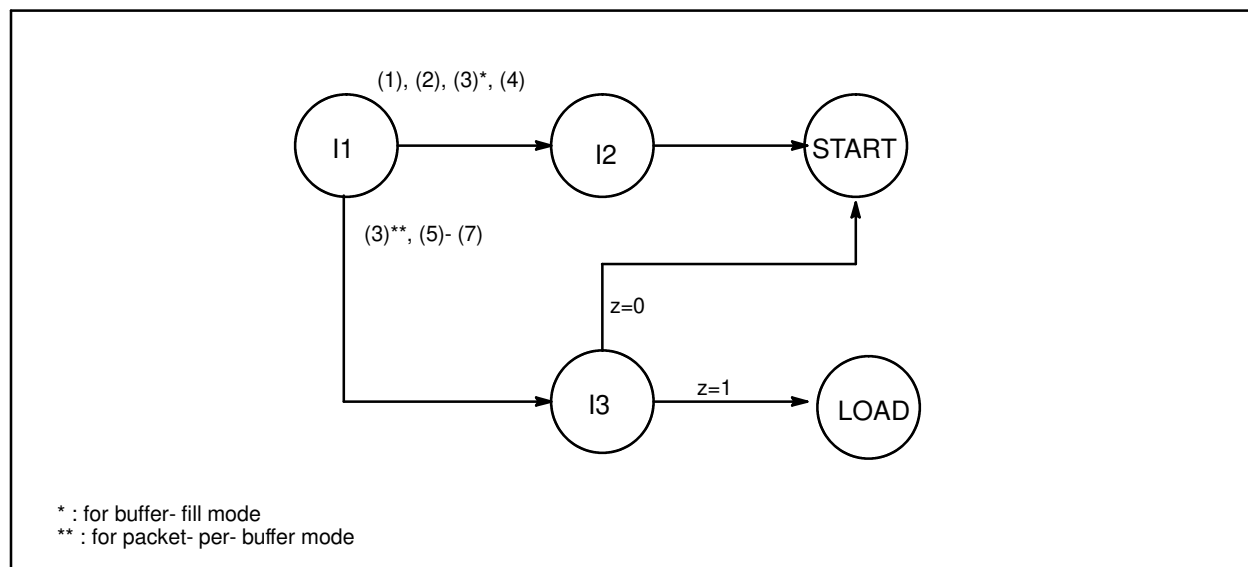 (1), (2), (3)*, (4)
I1
I2
START
(3)**, (5)- (7)
z=0
I3
z=1
LOAD
* : for buffer- fill mode
** : for packet- per- buffer mode